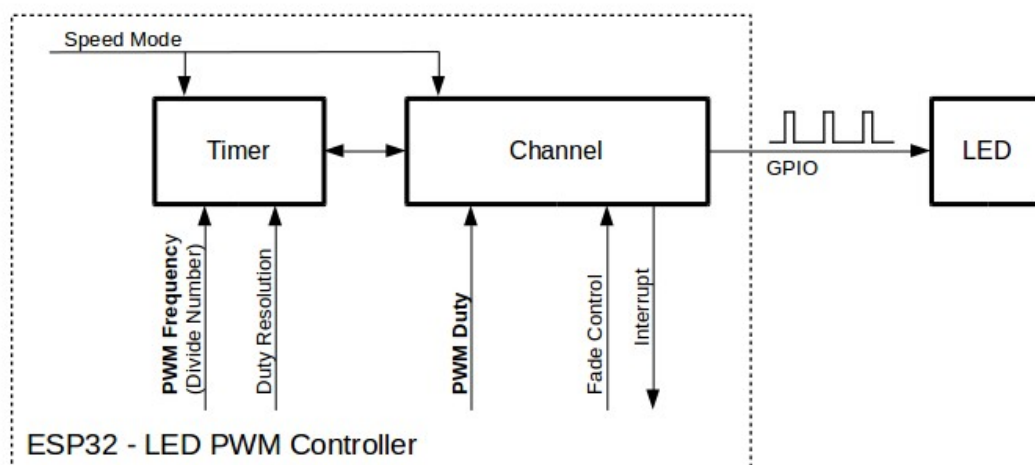 Speed Mode
Timer
Channel
LED
GPIO
PWM Frequency
(Divide Number)
Duty Resolution
PWM Duty
Fade Control
Interrupt
ESP32 - LED PWM Controller